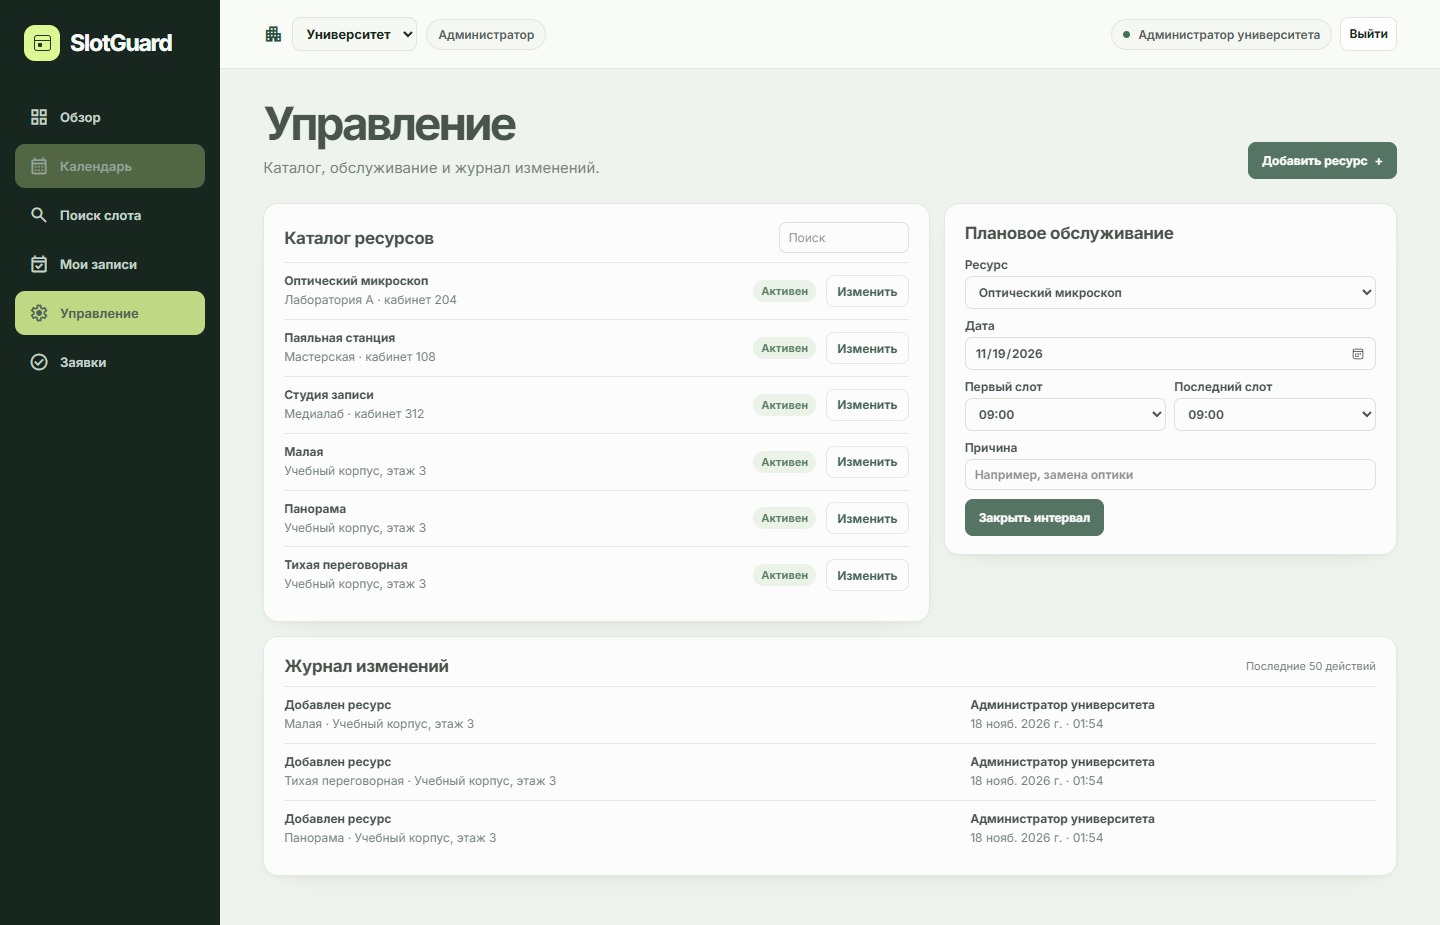 SlotGuard
Обзор
Календарь
Поиск слота
Мои записи
Управление
Заявки
Университет
Администратор
Администратор университета
Выйти
Управление
Каталог, обслуживание и журнал изменений.
Добавить ресурс +
Каталог ресурсов
Поиск
Оптический микроскоп
Лаборатория А · кабинет 204
Активен
Изменить
Паяльная станция
Мастерская · кабинет 108
Активен
Изменить
Студия записи
Медиалаб · кабинет 312
Активен
Изменить
Малая
Учебный корпус, этаж 3
Активен
Изменить
Панорама
Учебный корпус, этаж 3
Активен
Изменить
Тихая переговорная
Учебный корпус, этаж 3
Активен
Изменить
Плановое обслуживание
Ресурс
Оптический микроскоп
Дата
11/19/2026
Первый слот
Последний слот
09:00
09:00
Причина
Например, замена оптики
Закрыть интервал
Журнал изменений
Последние 50 действий
Добавлен ресурс
Малая · Учебный корпус, этаж 3
Администратор университета
18 нояб. 2026 г. · 01:54
Добавлен ресурс
Тихая переговорная · Учебный корпус, этаж 3
Администратор университета
18 нояб. 2026 г. · 01:54
Добавлен ресурс
Панорама · Учебный корпус, этаж 3
Администратор университета
18 нояб. 2026 г. · 01:54